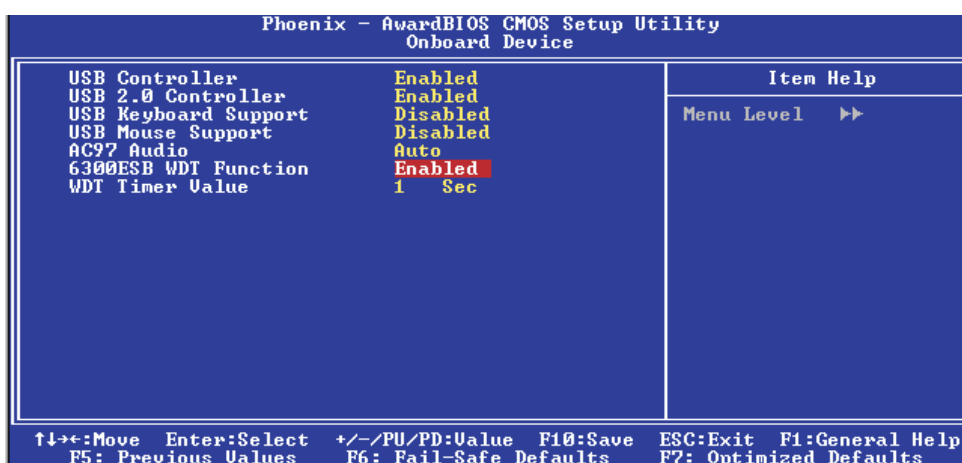 Phoenix - AwardBIOS CMOS Setup Utility
Onboard Device
USB Controller Enabled
USB 2.0 Controller Enabled
USB Keyboard Support Disabled
USB Mouse Support Disabled
AC97 Audio Auto
6300ESB WDT Function Enabled
WDT Timer Value 1 Sec
Item Help
Menu Level ▶▶
↑↓→←:Move Enter:Select +/-/PU/PD:Value F10:Save ESC:Exit F1:General Help
F5: Previous Values F6: Fail-Safe Defaults F7: Optimized Defaults